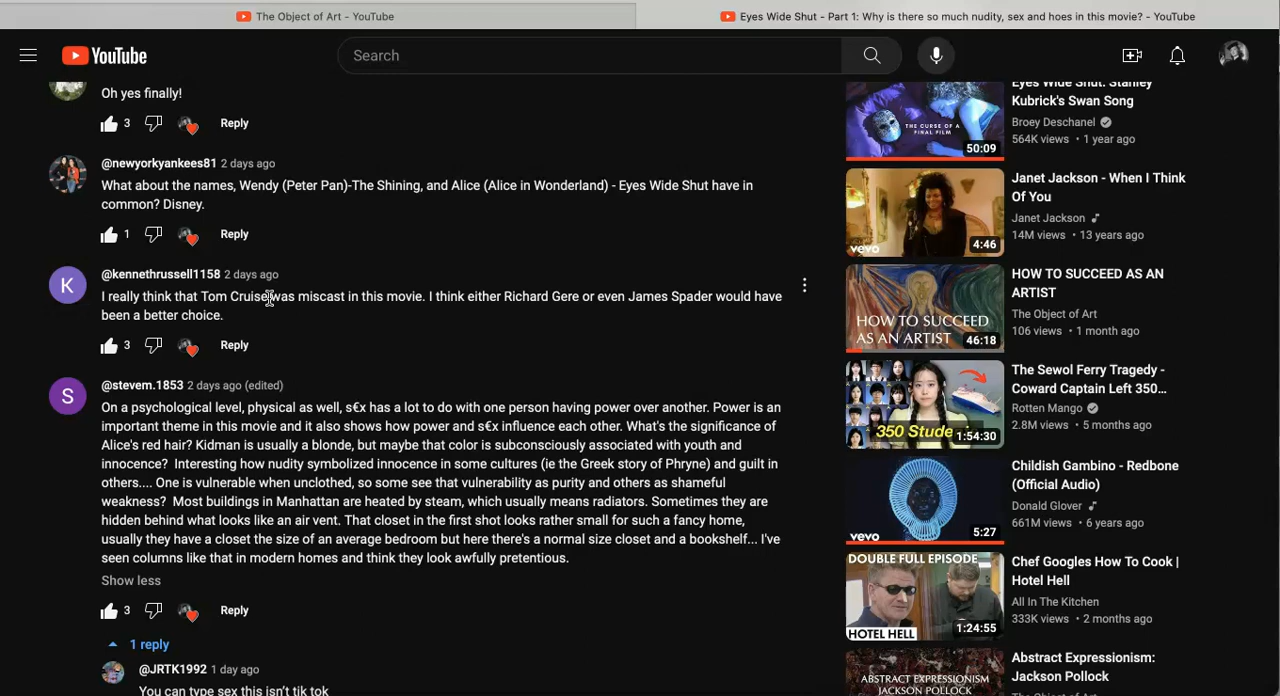 The Object of Art - YouTube
Eyes Wide Shut - Part 1: Why is there so much nudity, sex and hoes in this movie? - YouTube
YouTube
Search
Oh yes finally!
3
Reply
@newyorkyankees81 2 days ago
What about the names, Wendy (Peter Pan)-The Shining, and Alice (Alice in Wonderland) - Eyes Wide Shut have in
common? Disney.
1
Reply
K
@kennethrussell1158 2 days ago
I really think that Tom Cruise was miscast in this movie. I think either Richard Gere or even James Spader would have
been a better choice.
3
Reply
S
@stevem.1853 2 days ago (edited)
On a psychological level, physical as well, s€x has a lot to do with one person having power over another. Power is an
important theme in this movie and it also shows how power and s€x influence each other. What's the significance of
Alice's red hair? Kidman is usually a blonde, but maybe that color is subconsciously associated with youth and
innocence? Interesting how nudity symbolized innocence in some cultures (ie the Greek story of Phryne) and guilt in
others.... One is vulnerable when unclothed, so some see that vulnerability as purity and others as shameful
weakness? Most buildings in Manhattan are heated by steam, which usually means radiators. Sometimes they are
hidden behind what looks like an air vent. That closet in the first shot looks rather small for such a fancy home,
usually they have a closet the size of an average bedroom but here there's a normal size closet and a bookshelf... I've
seen columns like that in modern homes and think they look awfully pretentious.
Show less
3
Reply
1 reply
@JRTK1992 1 day ago
You can type sex this isn't tik tok
THE CURSE OF A
FINAL FILM
50:09
Eyes Wide Shut: Stanley
Kubrick's Swan Song
Broey Deschanel
564K views • 1 year ago
vevo
4:46
Janet Jackson - When I Think
Of You
Janet Jackson
14M views • 13 years ago
HOW TO SUCCEED
AS AN ARTIST
46:18
HOW TO SUCCEED AS AN
ARTIST
The Object of Art
106 views • 1 month ago
350 Stude
1:54:30
The Sewol Ferry Tragedy -
Coward Captain Left 350...
Rotten Mango
2.8M views • 5 months ago
vevo
5:27
Childish Gambino - Redbone
(Official Audio)
Donald Glover
661M views • 6 years ago
DOUBLE FULL EPISODE
HOTEL HELL
1:24:55
Chef Googles How To Cook |
Hotel Hell
All In The Kitchen
333K views • 2 months ago
ABSTRACT EXPRESSIONISM
JACKSON POLLOCK
Abstract Expressionism:
Jackson Pollock
The Object of Art